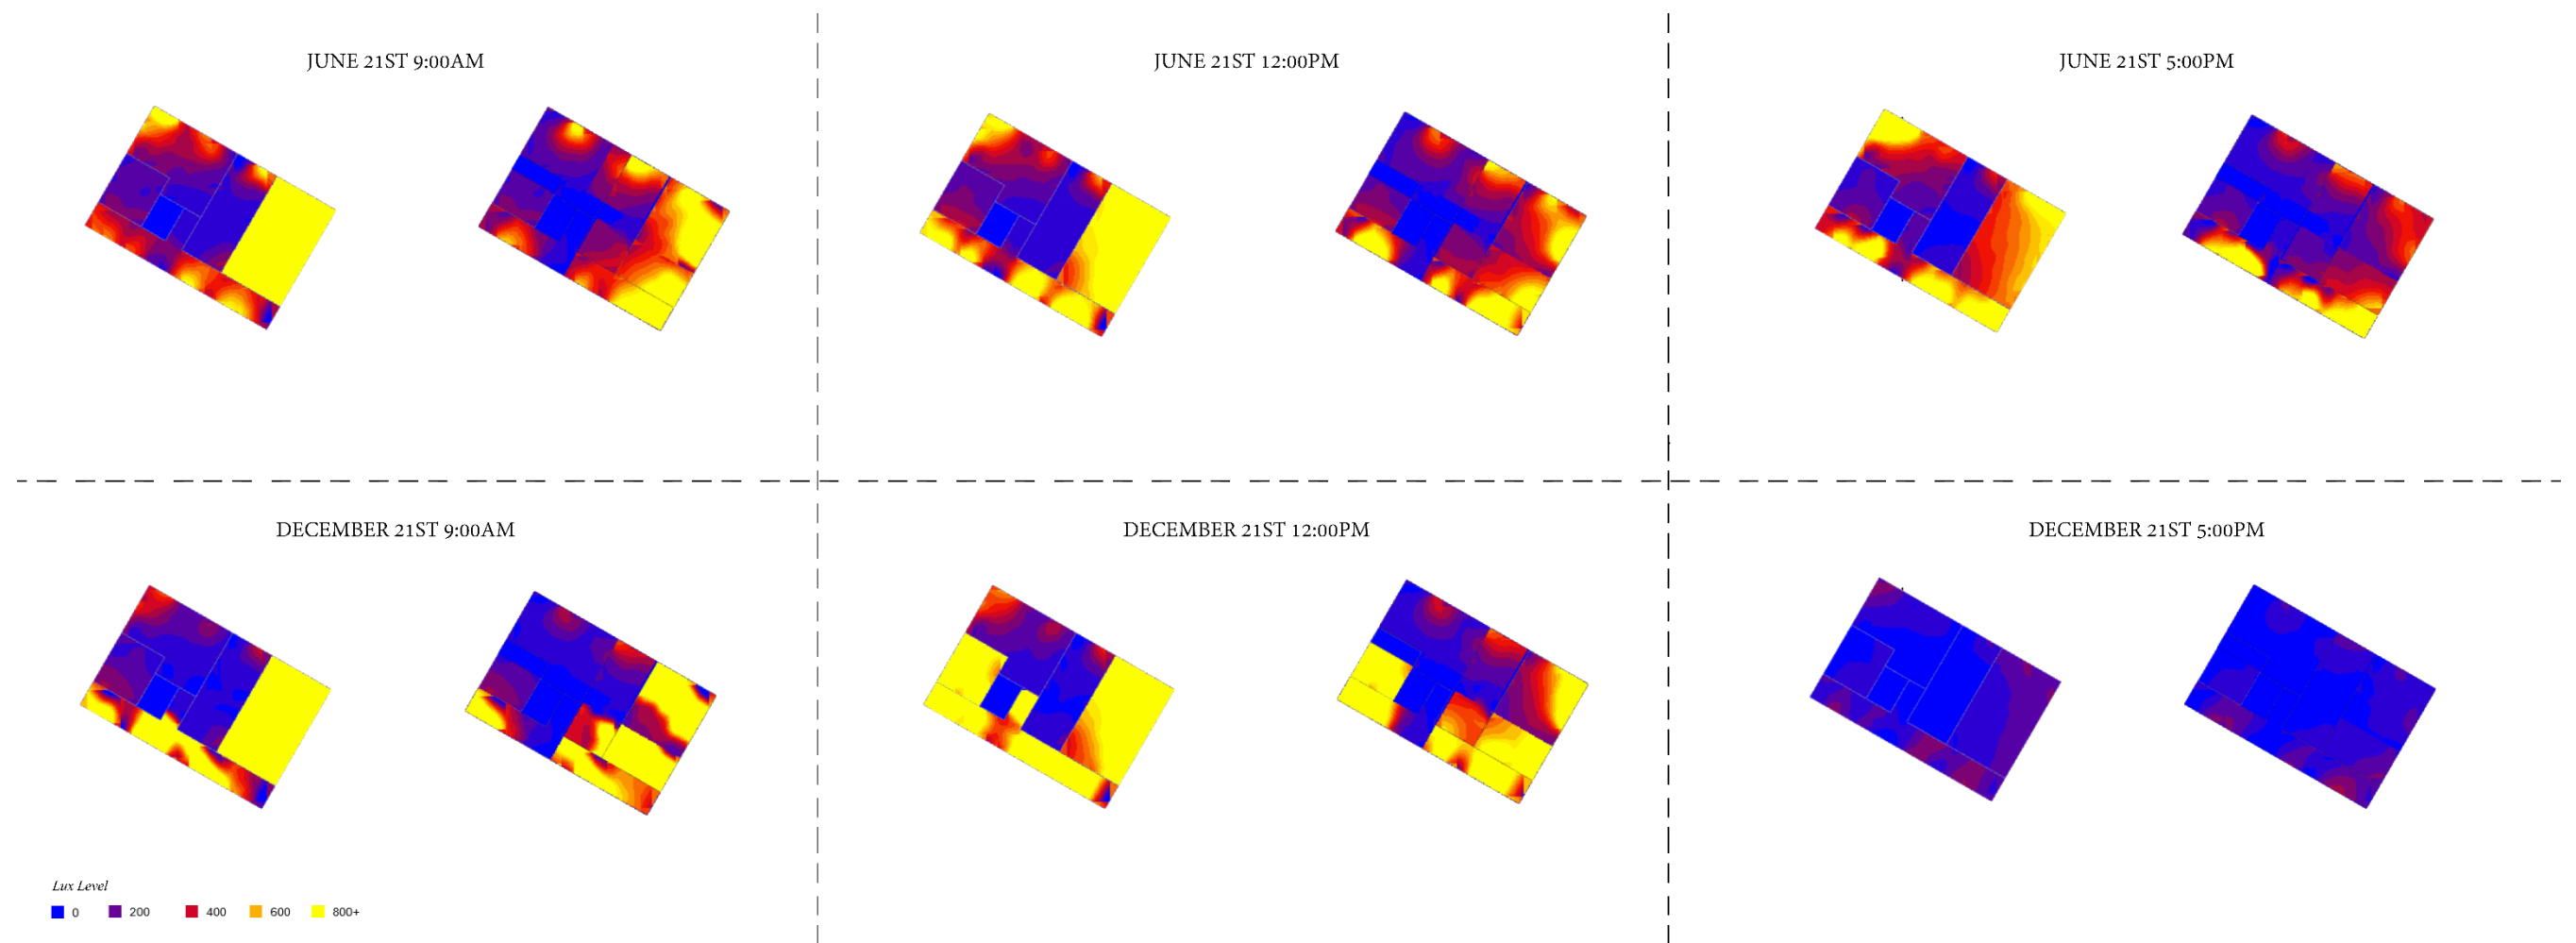 JUNE 21ST 9:00AM
JUNE 21ST 12:00PM
JUNE 21ST 5:00PM
DECEMBER 21ST 9:00AM
DECEMBER 21ST 12:00PM
DECEMBER 21ST 5:00PM
Lux Level
0 200 400 600 800+